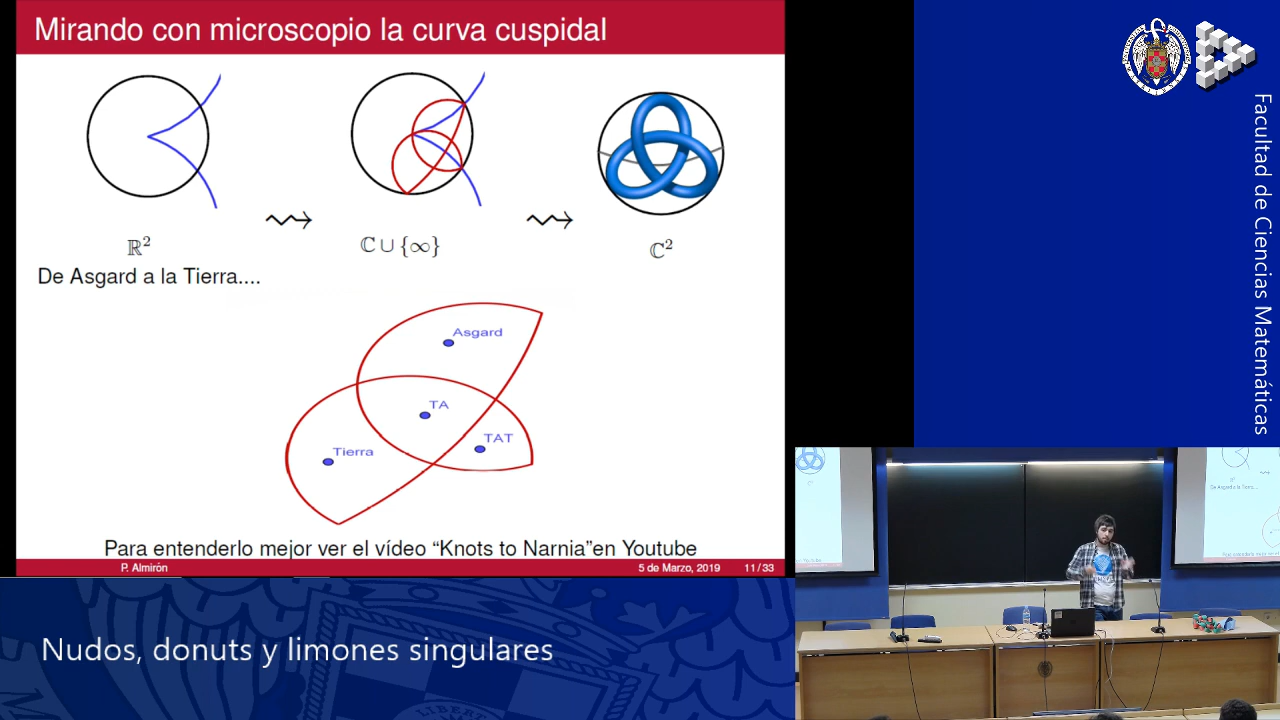 Mirando con microscopio la curva cuspidal
ℝ²
ℂ ∪ {∞}
ℂ²
De Asgard a la Tierra....
Asgard
TA
TAT
Tierra
Para entenderlo mejor ver el vídeo “Knots to Narnia”en Youtube
P. Almirón
5 de Marzo, 2019
11/33
Nudos, donuts y limones singulares
Facultad de Ciencias Matemáticas
De Asgard a la Tierra....
LIBERT